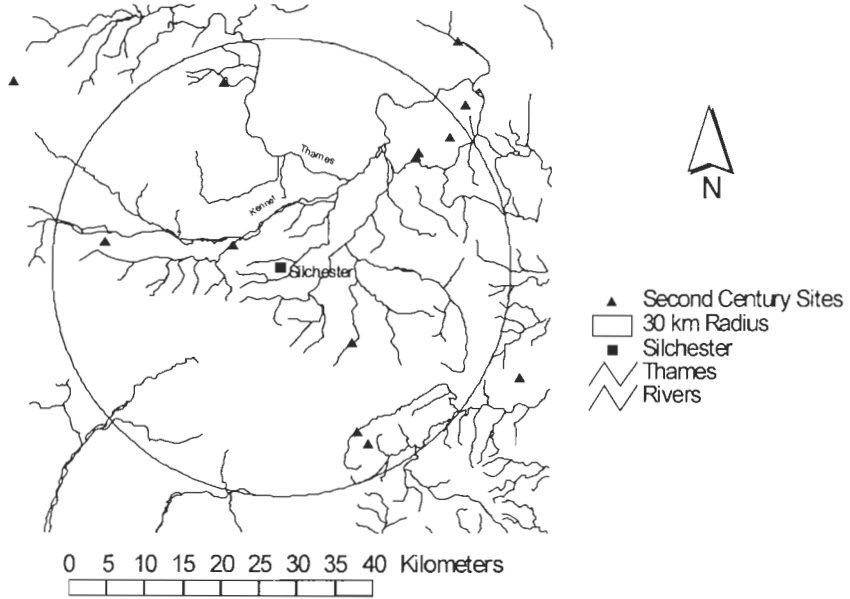 Thames
Kennet
Silchester
N
Second Century Sites
30 km Radius
Silchester
Thames
Rivers
0 5 10 15 20 25 30 35 40 Kilometers